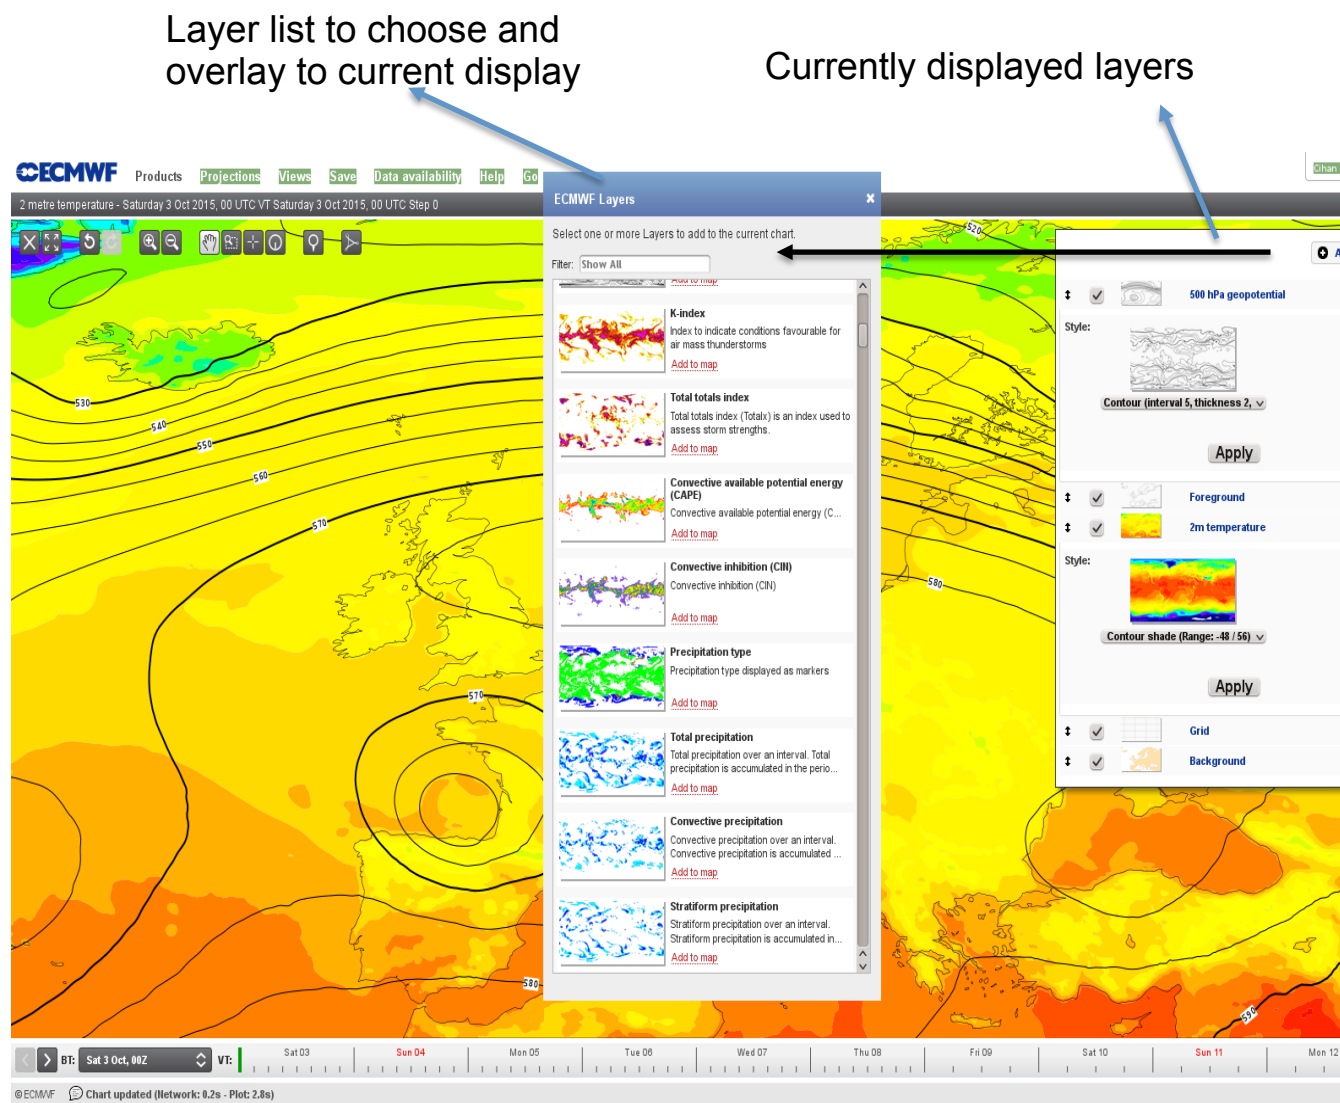 Layer list to choose and
overlay to current display
Currently displayed layers
ECMWF
Products Projections Views Save Data availability Help Go
Cihan
2 metre temperature - Saturday 3 Oct 2015, 00 UTC VT Saturday 3 Oct 2015, 00 UTC Step 0
ECMWF Layers
Select one or more Layers to add to the current chart.
Filter: Show All
Add to map
K-index
Index to indicate conditions favourable for
air mass thunderstorms
Add to map
Total totals index
Total totals index (Totalx) is an index used to
assess storm strengths.
Add to map
Convective available potential energy
(CAPE)
Convective available potential energy (C...
Add to map
Convective inhibition (CIN)
Convective inhibition (CIN)
Add to map
Precipitation type
Precipitation type displayed as markers
Add to map
Total precipitation
Total precipitation over an interval. Total
precipitation is accumulated in the perio...
Add to map
Convective precipitation
Convective precipitation over an interval.
Convective precipitation is accumulated ...
Add to map
Stratiform precipitation
Stratiform precipitation over an interval.
Stratiform precipitation is accumulated in...
Add to map
A
500 hPa geopotential
Style:
Contour (interval 5, thickness 2,
Apply
Foreground
2m temperature
Style:
Contour shade (Range: -48 / 56)
Apply
Grid
Background
520
530
540
550
560
570
580
570
580
590
BT: Sat 3 Oct, 00Z VT: Sat 03 Sun 04 Mon 05 Tue 06 Wed 07 Thu 08 Fri 09 Sat 10 Sun 11 Mon 12
© ECMWF Chart updated (Network: 0.2s - Plot: 2.8s)